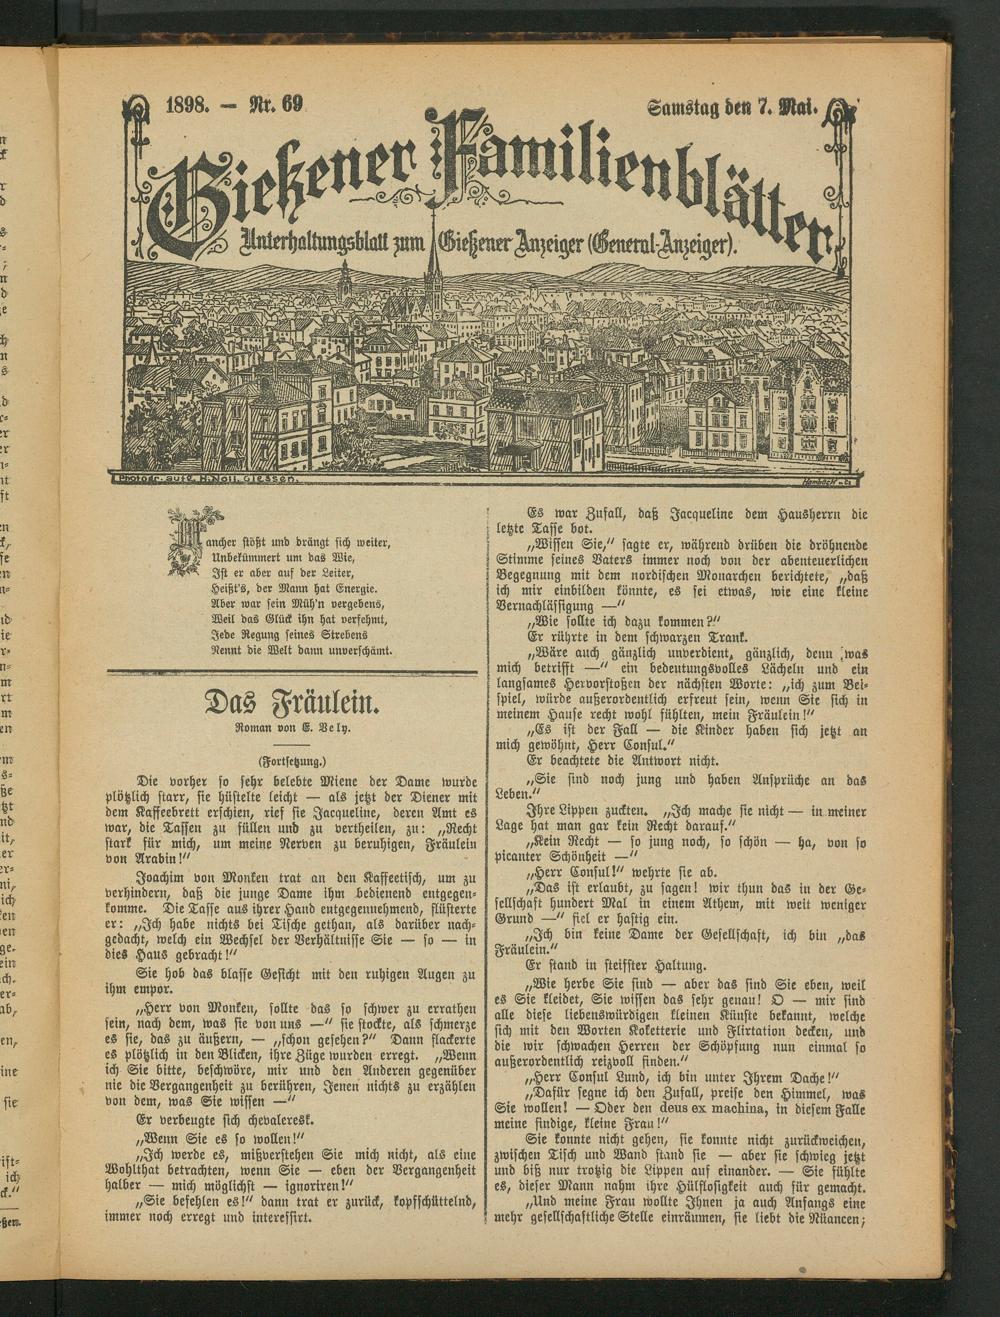 1898. — Nr. 69
Samstag den 7. Mai.
Gießener Familienblätter
Unterhaltungsblatt zum Gießener Anzeiger (General-Anzeiger).
Photogr. aufg. H. Noll. Giessen.
Mancher stößt und drängt sich weiter,
Unbekümmert um das Wie,
Ist er aber auf der Leiter,
Heißt's, der Mann hat Energie.
Aber war sein Müh'n vergebens,
Weil das Glück ihn hat verfehmt,
Jede Regung seines Strebens
Nennt die Welt dann unverschämt.
Das Fräulein.
Roman von E. Vely.
(Fortsetzung.)
Die vorher so sehr belebte Miene der Dame wurde
plötzlich starr, sie hüstelte leicht — als jetzt der Diener mit
dem Kaffeebrett erschien, rief sie Jacqueline, deren Amt es
war, die Tassen zu füllen und zu vertheilen, zu: „Recht
stark für mich, um meine Nerven zu beruhigen, Fräulein
von Arabin!“
Joachim von Monken trat an den Kaffeetisch, um zu
verhindern, daß die junge Dame ihm bedienend entgegen-
komme. Die Tasse aus ihrer Hand entgegennehmend, flüsterte
er: „Ich habe nichts bei Tische gethan, als darüber nach-
gedacht, welch ein Wechsel der Verhältnisse Sie — so — in
dies Haus gebracht!“
Sie hob das blasse Gesicht mit den ruhigen Augen zu
ihm empor.
„Herr von Monken, sollte das so schwer zu errathen
sein, nach dem, was sie von uns —“ sie stockte, als schmerze
es sie, das zu äußern, — „schon gesehen?“ Dann flackerte
es plötzlich in den Blicken, ihre Züge wurden erregt. „Wenn
ich Sie bitte, beschwöre, mir und den Anderen gegenüber
nie die Vergangenheit zu berühren, Jenen nichts zu erzählen
von dem, was Sie wissen —“
Er verbeugte sich chevaleresk.
„Wenn Sie es so wollen!“
„Ich werde es, mißverstehen Sie mich nicht, als eine
Wohlthat betrachten, wenn Sie — eben der Vergangenheit
halber — mich möglichst — ignoriren!“
„Sie befehlen es!“ dann trat er zurück, kopfschüttelnd,
immer noch erregt und interessirt.
Es war Zufall, daß Jacqueline dem Hausherrn die
letzte Tasse bot.
„Wissen Sie,“ sagte er, während drüben die dröhnende
Stimme seines Vaters immer noch von der abenteuerlichen
Begegnung mit dem nordischen Monarchen berichtete, „daß
ich mir einbilden könnte, es sei etwas, wie eine kleine
Vernachlässigung —“
„Wie sollte ich dazu kommen?“
Er rührte in dem schwarzen Trank.
„Wäre auch gänzlich unverdient, gänzlich, denn was
mich betrifft —“ ein bedeutungsvolles Lächeln und ein
langsames Hervorstoßen der nächsten Worte: „ich zum Bei-
spiel, würde außerordentlich erfreut sein, wenn Sie sich in
meinem Hause recht wohl fühlten, mein Fräulein!“
„Es ist der Fall — die Kinder haben sich jetzt an
mich gewöhnt, Herr Consul.“
Er beachtete die Antwort nicht.
„Sie sind noch jung und haben Ansprüche an das
Leben.“
Ihre Lippen zuckten. „Ich mache sie nicht — in meiner
Lage hat man gar kein Recht darauf.“
„Kein Recht — so jung noch, so schön — ha, von so
picanter Schönheit —“
„Herr Consul!“ wehrte sie ab.
„Das ist erlaubt, zu sagen! wir thun das in der Ge-
sellschaft hundert Mal in einem Athem, mit weit weniger
Grund —“ fiel er hastig ein.
„Ich bin keine Dame der Gesellschaft, ich bin „das
Fräulein.“
Er stand in steifster Haltung.
„Wie herbe Sie sind — aber das sind Sie eben, weil
es Sie kleidet, Sie wissen das sehr genau! O — mir sind
alle diese liebenswürdigen kleinen Künste bekannt, welche
sich mit den Worten Koketterie und Flirtation decken, und
die wir schwachen Herren der Schöpfung nun einmal so
außerordentlich reizvoll finden.“
„Herr Consul Lund, ich bin unter Ihrem Dache!“
„Dafür segne ich den Zufall, preise den Himmel, was
Sie wollen! — Oder den deus ex machina, in diesem Falle
meine findige, kleine Frau!“
Sie konnte nicht gehen, sie konnte nicht zurückweichen,
zwischen Tisch und Wand stand sie — aber sie schwieg jetzt
und biß nur trotzig die Lippen auf einander. — Sie fühlte
es, dieser Mann nahm ihre Hülflosigkeit auch für gemacht.
„Und meine Frau wollte Ihnen ja auch Anfangs eine
mehr gesellschaftliche Stelle einräumen, sie liebt die Nüancen;